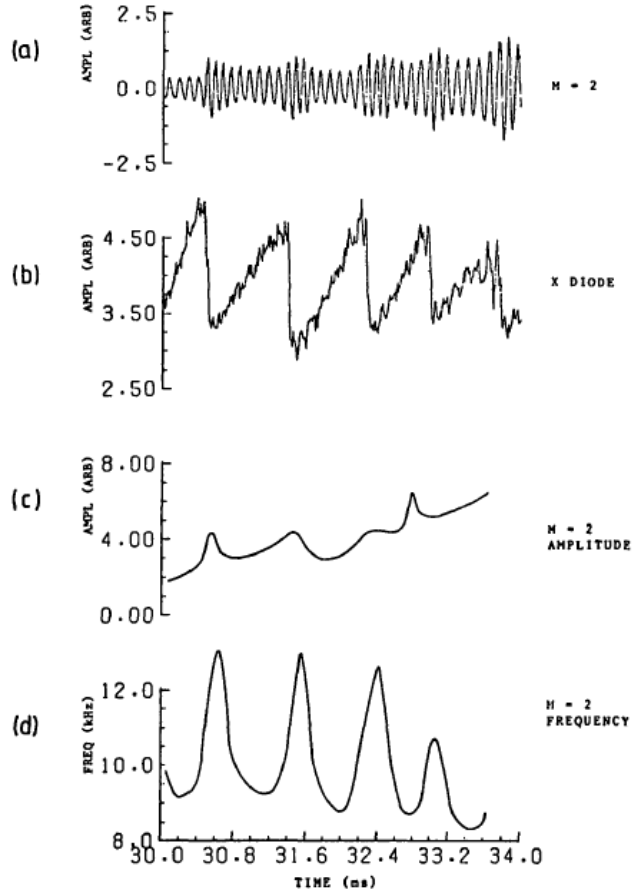 (a)
AMPL (ARB)
2.5
0.0
-2.5
M = 2
(b)
AMPL (ARB)
4.50
3.50
2.50
X DIODE
(c)
AMPL (ARB)
8.00
4.00
0.00
M = 2
AMPLITUDE
(d)
FREQ (kHz)
12.0
10.0
8.0
M = 2
FREQUENCY
30.0 30.8 31.6 32.4 33.2 34.0
TIME (ms)